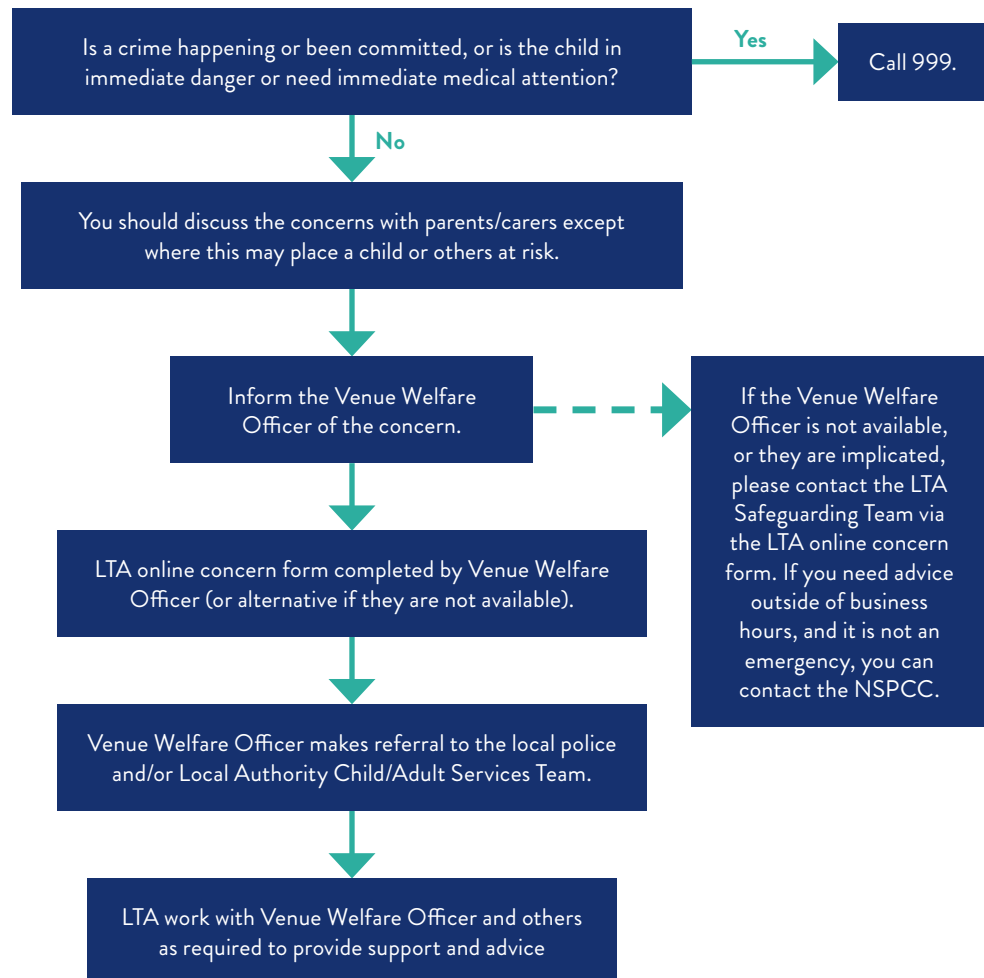 Is a crime happening or been committed, or is the child in
immediate danger or need immediate medical attention?
Yes
Call 999.
No
You should discuss the concerns with parents/carers except
where this may place a child or others at risk.
Inform the Venue Welfare
Officer of the concern.
If the Venue Welfare
Officer is not available,
or they are implicated,
please contact the LTA
Safeguarding Team via
the LTA online concern
form. If you need advice
outside of business
hours, and it is not an
emergency, you can
contact the NSPCC.
LTA online concern form completed by Venue Welfare
Officer (or alternative if they are not available).
Venue Welfare Officer makes referral to the local police
and/or Local Authority Child/Adult Services Team.
LTA work with Venue Welfare Officer and others
as required to provide support and advice